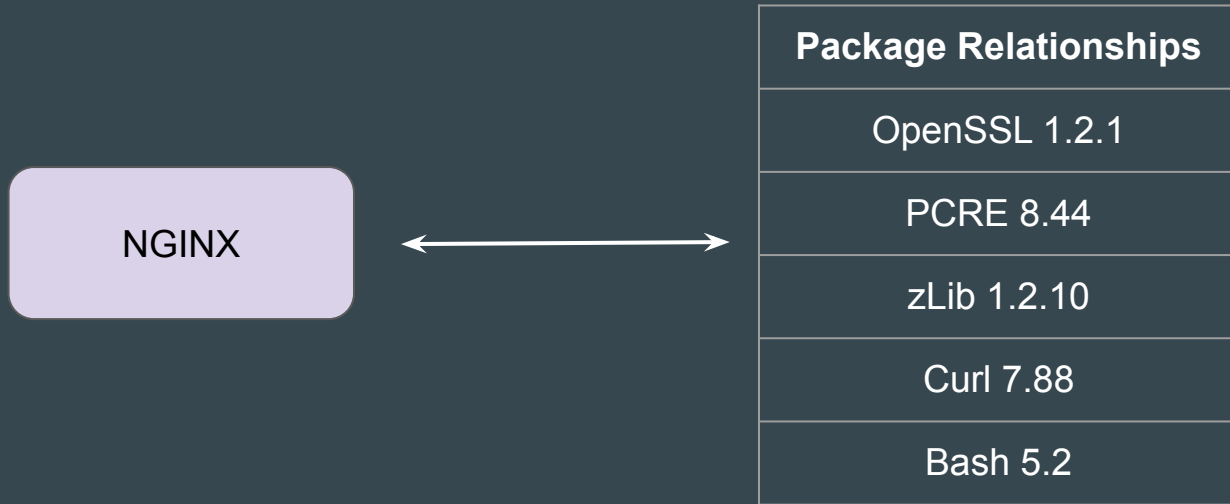 Package Relationships
OpenSSL 1.2.1
NGINX
PCRE 8.44
zLib 1.2.10
Curl 7.88
Bash 5.2